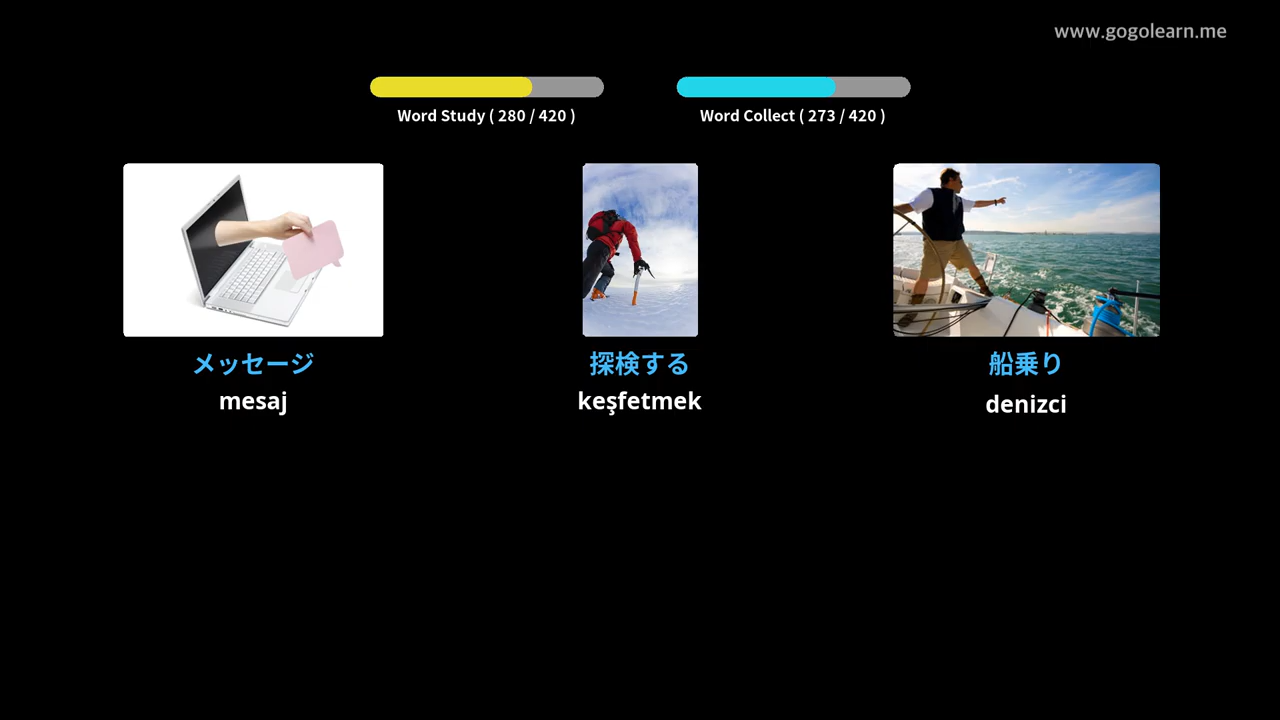 www.gogolearn.me
Word Study ( 280 / 420 )
Word Collect ( 273 / 420 )
メッセージ
mesaj
探検する
keşfetmek
船乗り
denizci